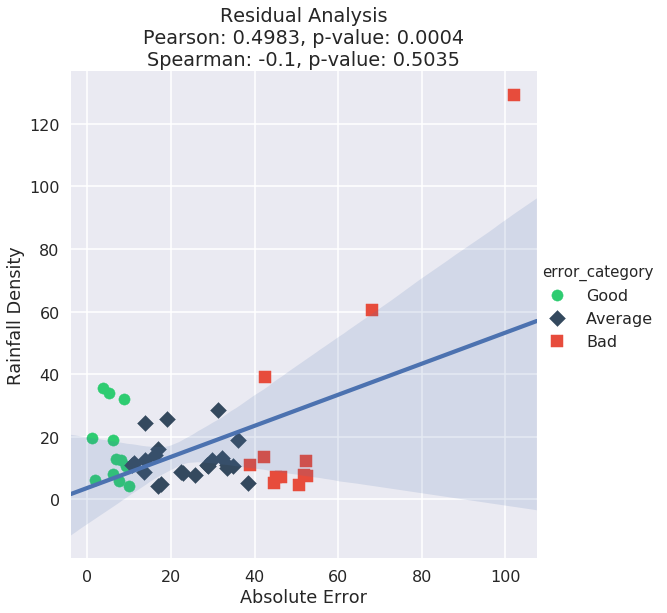 Residual Analysis
Pearson: 0.4983, p-value: 0.0004
Spearman: -0.1, p-value: 0.5035
120
100
80
60
40
20
0
Rainfall Density
0 20 40 60 80 100
Absolute Error
error_category
Good
Average
Bad